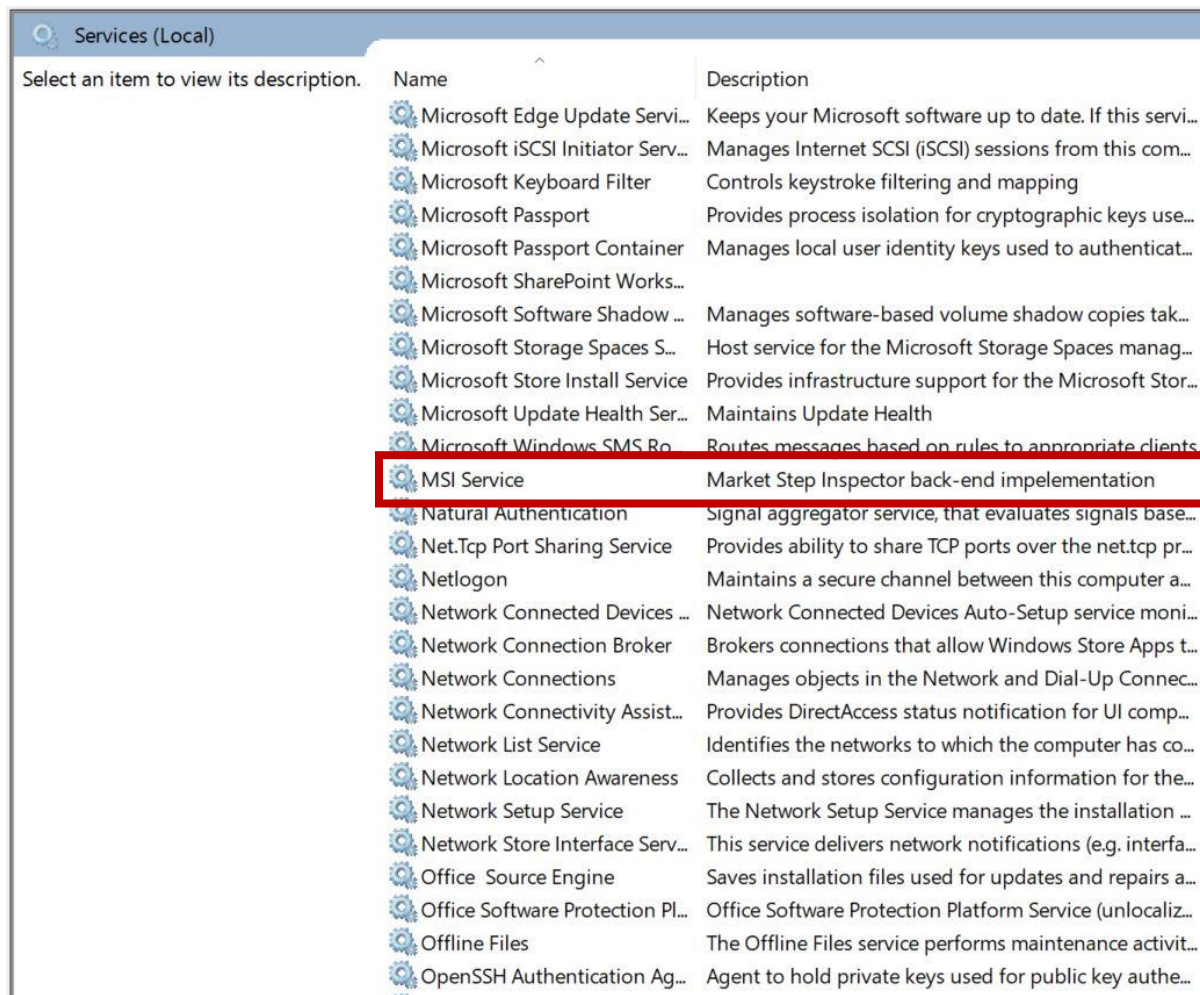 Services (Local)
Select an item to view its description.
Name Description
Microsoft Edge Update Servi... Keeps your Microsoft software up to date. If this servi...
Microsoft iSCSI Initiator Serv... Manages Internet SCSI (iSCSI) sessions from this com...
Microsoft Keyboard Filter Controls keystroke filtering and mapping
Microsoft Passport Provides process isolation for cryptographic keys use...
Microsoft Passport Container Manages local user identity keys used to authenticat...
Microsoft SharePoint Works...
Microsoft Software Shadow ... Manages software-based volume shadow copies tak...
Microsoft Storage Spaces S... Host service for the Microsoft Storage Spaces manag...
Microsoft Store Install Service Provides infrastructure support for the Microsoft Stor...
Microsoft Update Health Ser... Maintains Update Health
Microsoft Windows SMS Ro... Routes messages based on rules to appropriate clients
MSI Service Market Step Inspector back-end impelementation
Natural Authentication Signal aggregator service, that evaluates signals base...
Net.Tcp Port Sharing Service Provides ability to share TCP ports over the net.tcp pr...
Netlogon Maintains a secure channel between this computer a...
Network Connected Devices ... Network Connected Devices Auto-Setup service moni...
Network Connection Broker Brokers connections that allow Windows Store Apps t...
Network Connections Manages objects in the Network and Dial-Up Connec...
Network Connectivity Assist... Provides DirectAccess status notification for UI comp...
Network List Service Identifies the networks to which the computer has co...
Network Location Awareness Collects and stores configuration information for the...
Network Setup Service The Network Setup Service manages the installation ...
Network Store Interface Serv... This service delivers network notifications (e.g. interfa...
Office  Source Engine Saves installation files used for updates and repairs a...
Office Software Protection Pl... Office Software Protection Platform Service (unlocaliz...
Offline Files The Offline Files service performs maintenance activit...
OpenSSH Authentication Ag... Agent to hold private keys used for public key authe...